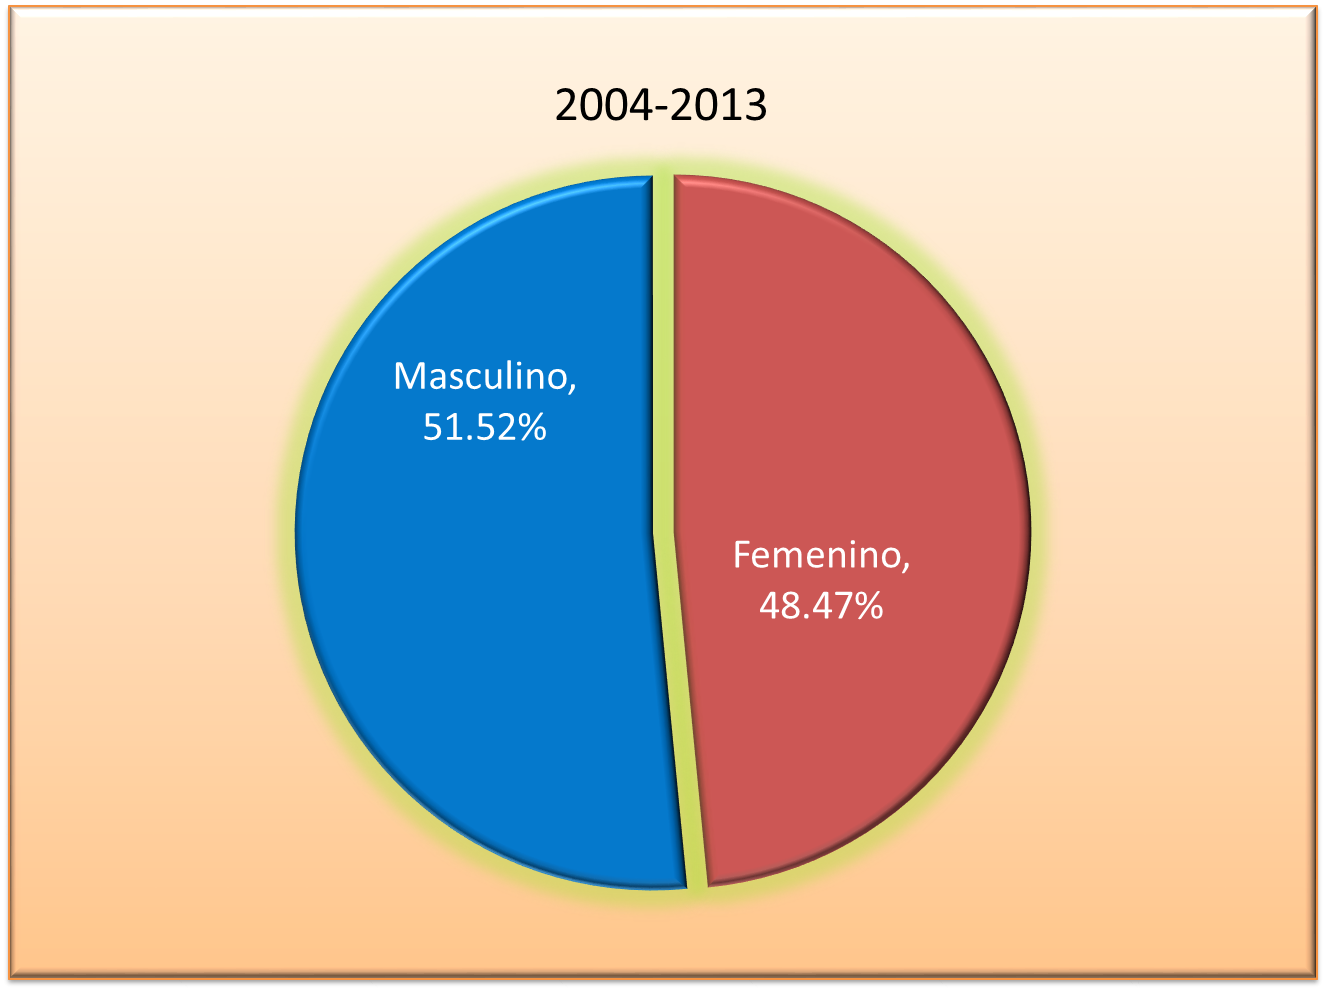 2004-2013
Masculino,
51.52%
Femenino,
48.47%